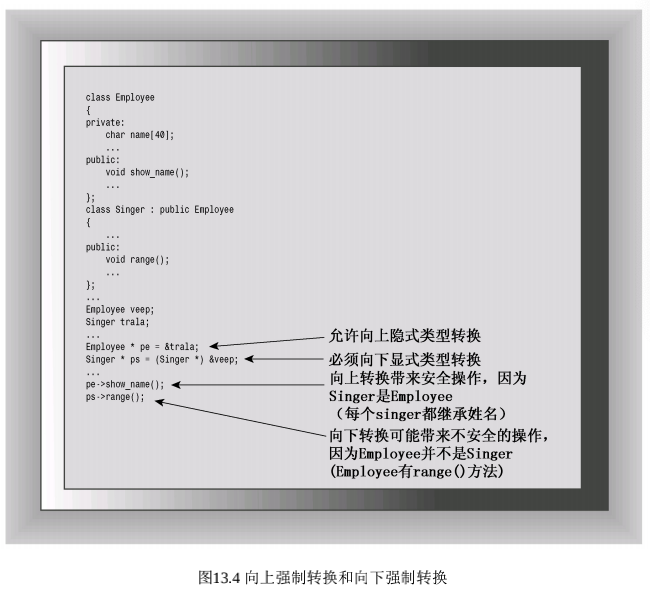 class Employee
{
private:
char name[40];
...
public:
void show_name();
...
};
class Singer : public Employee
{
...
public:
void range();
...
};
...
Employee veep;
Singer trala;
...
Employee * pe = &trala;
允许向上隐式类型转换
Singer * ps = (Singer *) &veep;
必须向下显式类型转换
...
pe->show_name();
向上转换带来安全操作，因为
Singer是Employee
（每个singer都继承姓名）
ps->range();
向下转换可能带来不安全的操作，
因为Employee并不是Singer
(Employee有range()方法)
图13.4 向上强制转换和向下强制转换